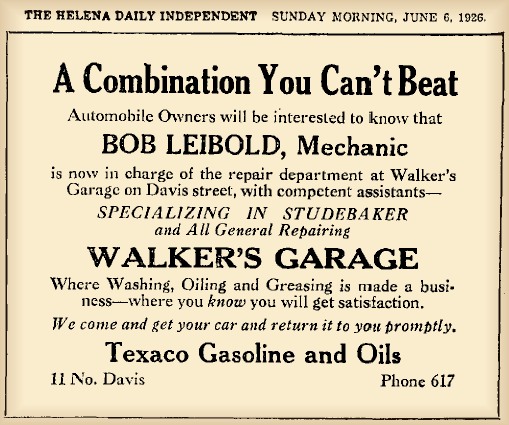 THE HELENA DAILY INDEPENDENT SUNDAY MORNING, JUNE 6, 1926.
A Combination You Can't Beat
Automobile Owners will be interested to know that
BOB LEIBOLD, Mechanic
is now in charge of the repair department at Walker's
Garage on Davis street, with competent assistants—
SPECIALIZING IN STUDEBAKER
and All General Repairing
WALKER'S GARAGE
Where Washing, Oiling and Greasing is made a busi-
ness—where you know you will get satisfaction.
We come and get your car and return it to you promptly.
Texaco Gasoline and Oils
11 No. Davis Phone 617